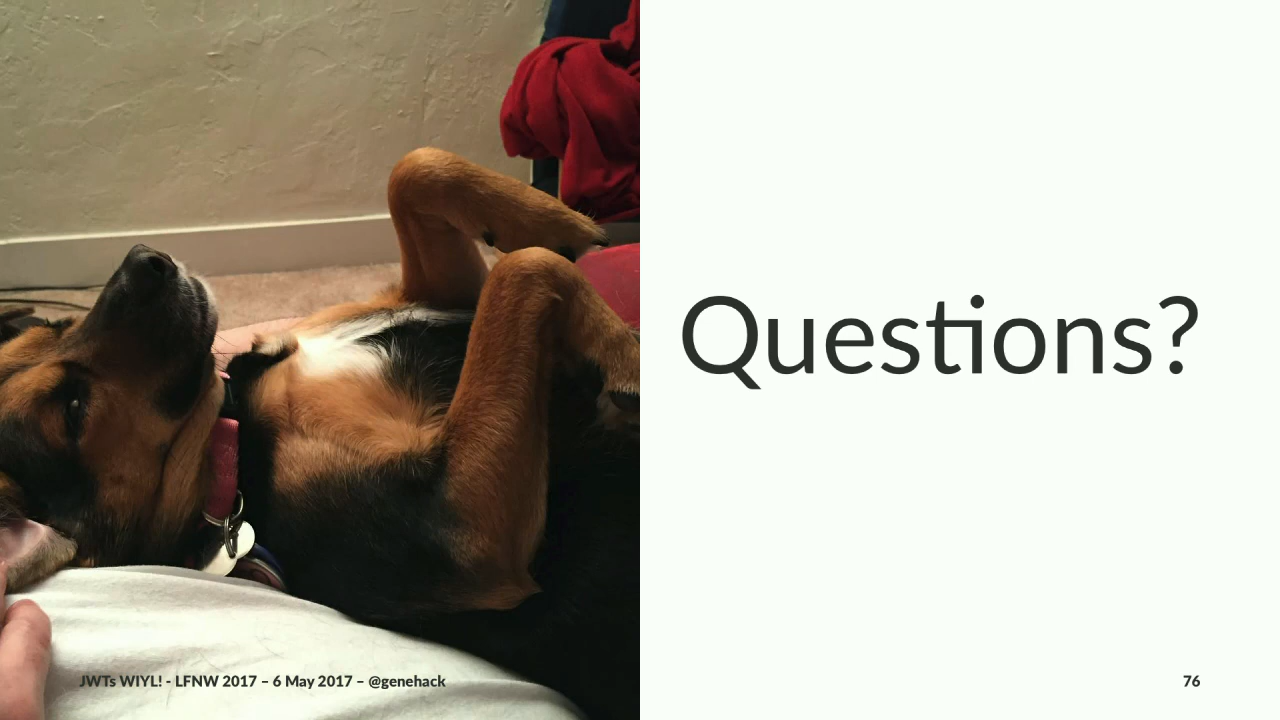 Questions?
JWTs WIYL! - LFNW 2017 – 6 May 2017 – @genehack
76